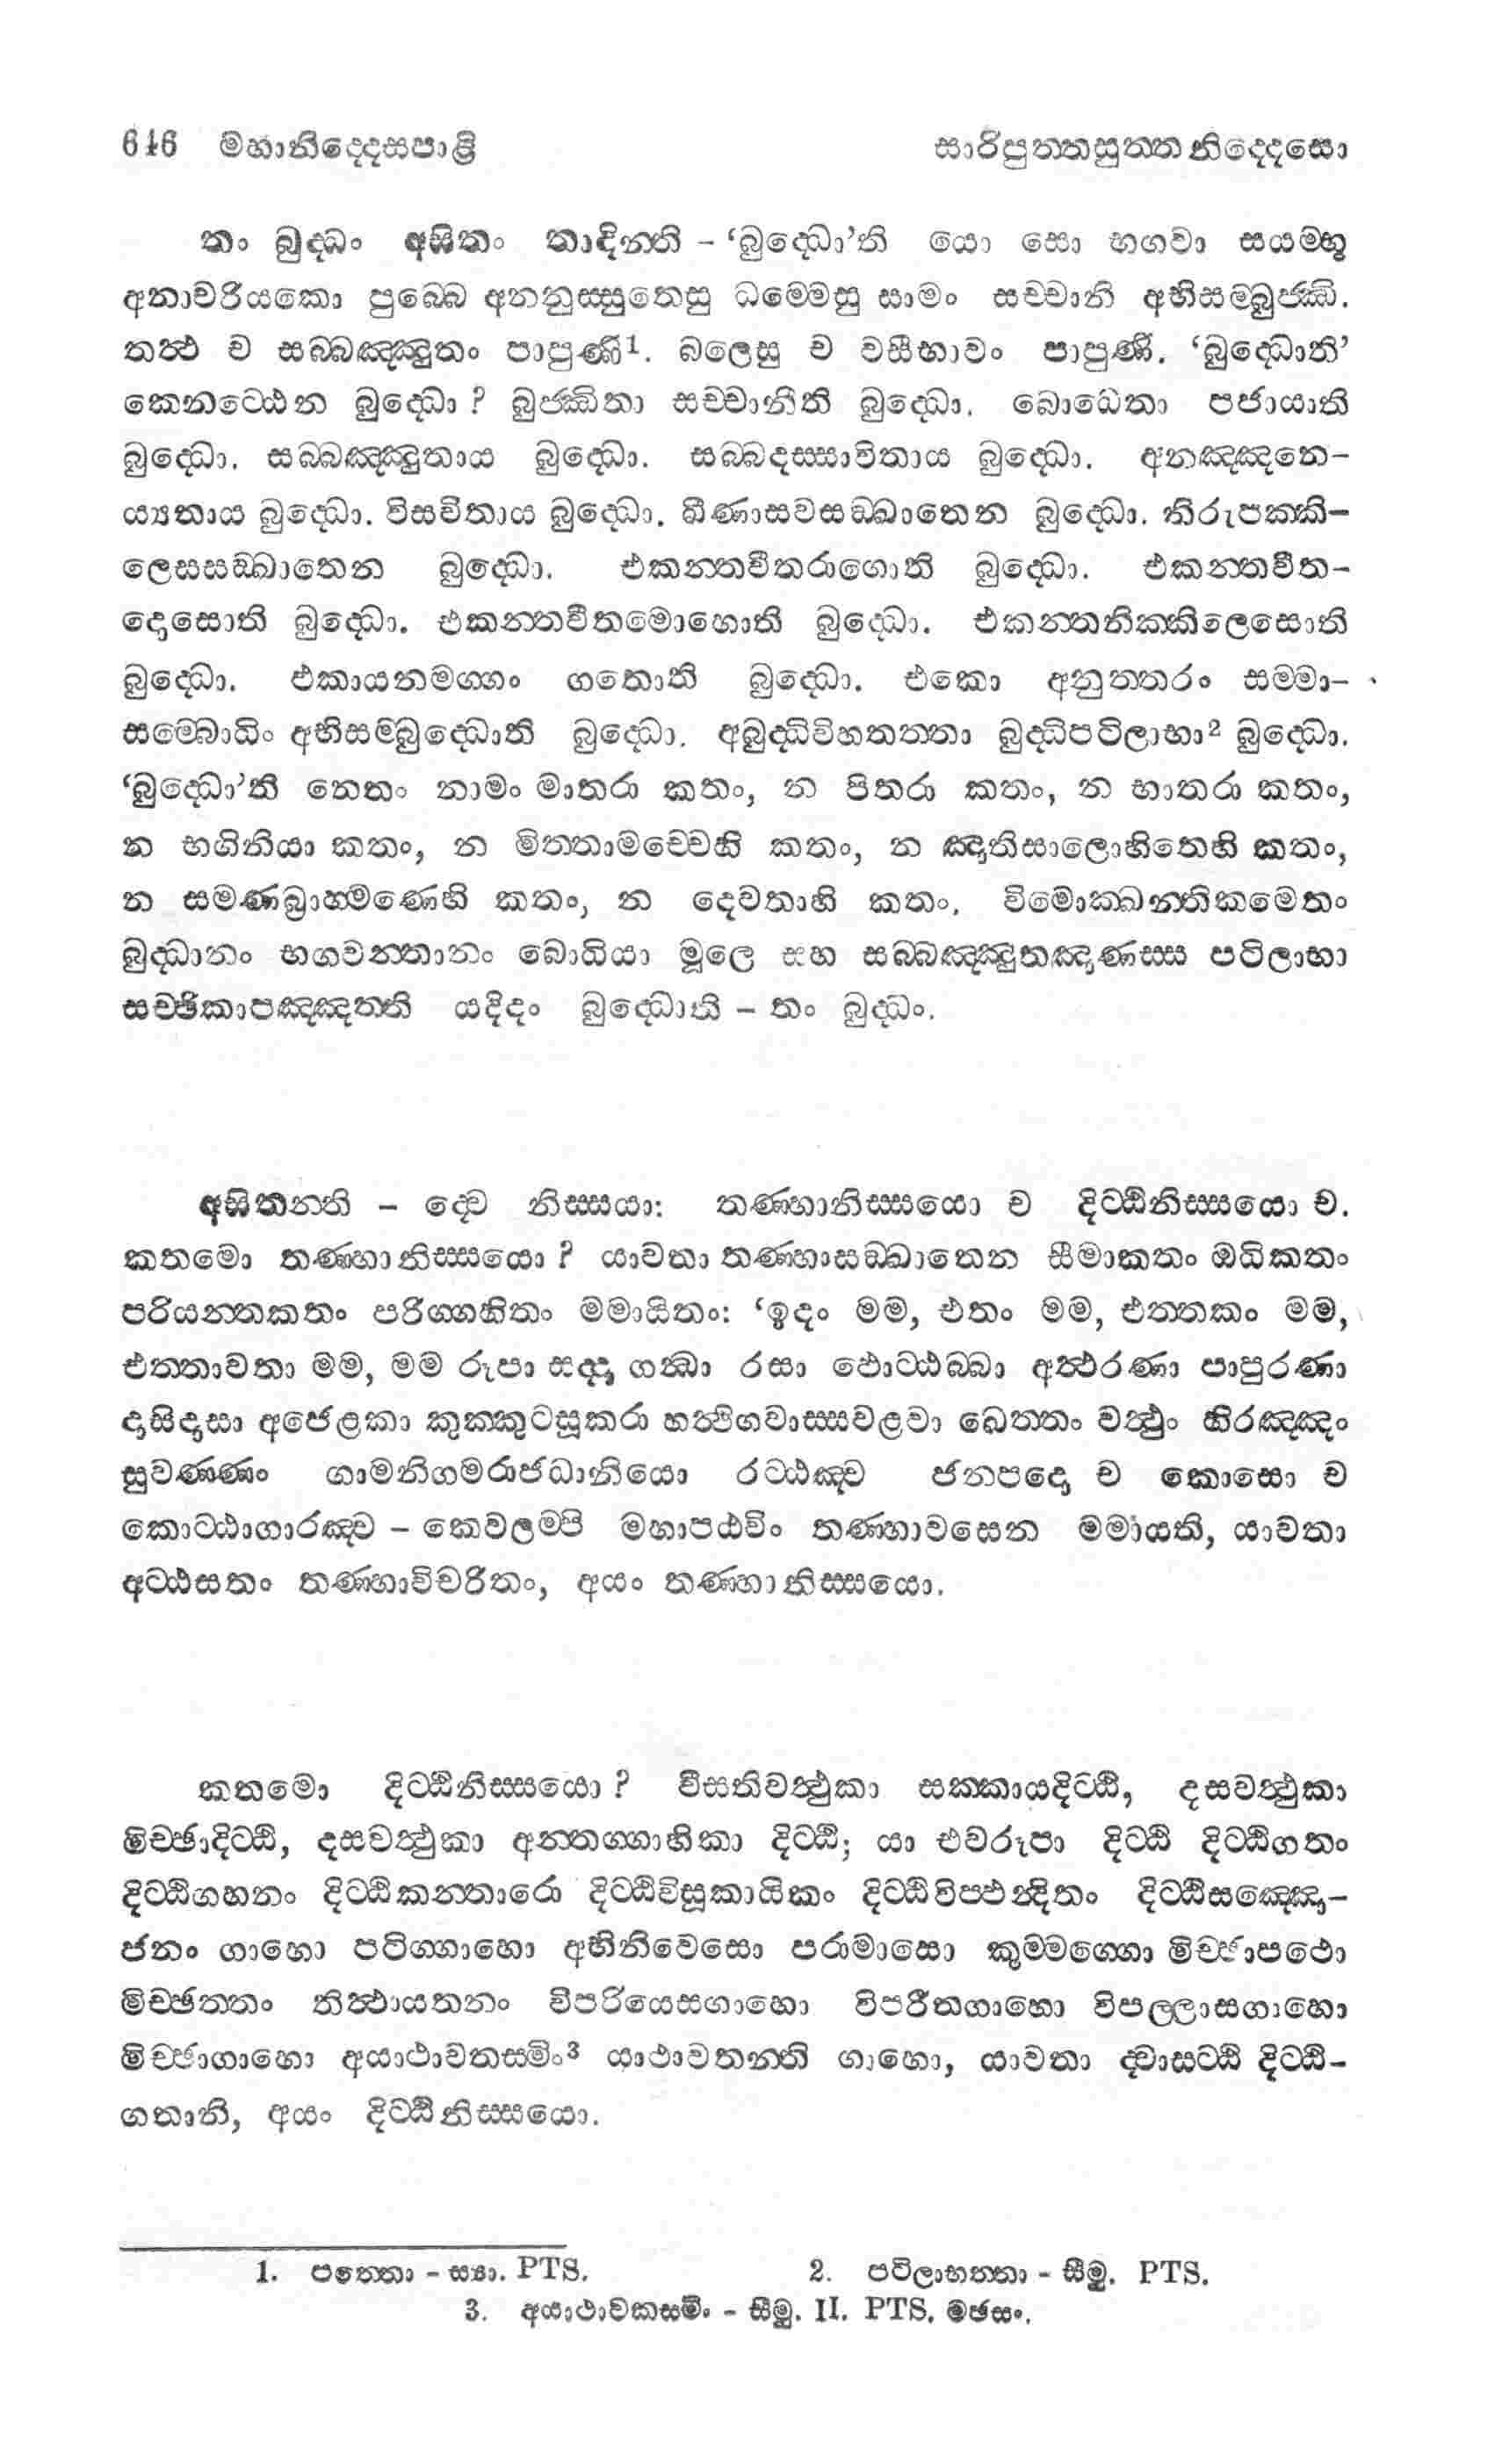 646 මහානිද්දෙසපාළි සාරිපුත්තසුත්තනිද්දෙසො
තං බුද්ධං අසිතං තාදින්ති – ‘බුද්ධො’ති යො සො භගවා සයම්භූ
අනාචරියකො පුබ්බෙ අනනුස්සුතෙසු ධම්මෙසු සාමං සච්චානි අභිසම්බුජ්ඣි.
තත්ථ ච සබ්බඤ්ඤුතං පාපුණි1. බලෙසු ච වසීභාවං පාපුණි. ‘බුද්ධොති’
කෙනට්ඨෙන බුද්ධො? බුජ්ඣිතා සච්චානීති බුද්ධො. බොධෙතා පජායාති
බුද්ධො. සබ්බඤ්ඤුතාය බුද්ධො. සබ්බදස්සාවිතාය බුද්ධො. අනඤ්ඤනෙ-
ය්‍යතාය බුද්ධො. විසවිතාය බුද්ධො. ඛීණාසවසඞ්ඛාතෙන බුද්ධො. නිරුපක්කි-
ලෙසසඞ්ඛාතෙන බුද්ධො. එකන්තවීතරාගොති බුද්ධො. එකන්තවීත-
දොසොති බුද්ධො. එකන්තවීතමොහොති බුද්ධො. එකන්තනික්කිලෙසොති
බුද්ධො. එකායනමග්ගං ගතොති බුද්ධො. එකො අනුත්තරං සම්මා-
සම්බොධිං අභිසම්බුද්ධොති බුද්ධො. අබුද්ධිවිහතත්තා බුද්ධිපටිලාභා2 බුද්ධො.
‘බුද්ධො’ති නෙතං නාමං මාතරා කතං, න පිතරා කතං, න භාතරා කතං,
න භගිනියා කතං, න මිත්තාමච්චෙහි කතං, න ඤාතිසාලොහිතෙහි කතං,
න සමණබ්‍රාහ්මණෙහි කතං, න දෙවතාහි කතං. විමොක්ඛන්තිකමෙතං
බුද්ධානං භගවන්තානං බොධියා මූලෙ සහ සබ්බඤ්ඤුතඤාණස්ස පටිලාභා
සච්ඡිකාපඤ්ඤත්ති යදිදං බුද්ධොති – තං බුද්ධං.
අසිතන්ති – ද්වෙ නිස්සයා: තණ්හානිස්සයො ච දිට්ඨිනිස්සයො ච.
කතමො තණ්හානිස්සයො? යාවතා තණ්හාසඞ්ඛාතෙන සීමාකතං ඔධිකතං
පරියන්තකතං පරිග්ගහිතං මමායිතං: ‘ඉදං මම, එතං මම, එත්තකං මම,
එත්තාවතා මම, මම රූපා සද්දා ගන්ධා රසා ඵොට්ඨබ්බා අත්ථරණා පාපුරණා
දාසිදාසා අජෙළකා කුක්කුටසූකරා හත්ථිගවාස්සවළවා ඛෙත්තං වත්ථුං හිරඤ්ඤං
සුවණ්ණං ගාමනිගමරාජධානියො රට්ඨඤ්ච ජනපදො ච කොසො ච
කොට්ඨාගාරඤ්ච – කෙවලම්පි මහාපඨවිං තණ්හාවසෙන මමායති, යාවතා
අට්ඨසතං තණ්හාවිචරිතං, අයං තණ්හානිස්සයො.
කතමො දිට්ඨිනිස්සයො? වීසතිවත්ථුකා සක්කායදිට්ඨි, දසවත්ථුකා
මිච්ඡාදිට්ඨි, දසවත්ථුකා අන්තග්ගාහිකා දිට්ඨි; යා එවරූපා දිට්ඨි දිට්ඨිගතං
දිට්ඨිගහනං දිට්ඨිකන්තාරො දිට්ඨිවිසූකායිකං දිට්ඨිවිප්ඵන්දිතං දිට්ඨිසඤ්ඤො-
ජනං ගාහො පටිග්ගාහො අභිනිවෙසො පරාමාසො කුම්මග්ගො මිච්ඡාපථො
මිච්ඡත්තං තිත්ථායතනං විපරියෙසගාහො විපරීතගාහො විපල්ලාසගාහො
මිච්ඡාගාහො අයාථාවතස්මිං3 යාථාවතන්ති ගාහො, යාවතා ද්වාසට්ඨි දිට්ඨි-
ගතානි, අයං දිට්ඨිනිස්සයො.
1. පත්තො – ස්‍යා. PTS. 2. පටිලාභත්තා – සීමු. PTS.
3. අයාථාවකස්මිං – සීමු. II. PTS. මඡසං.